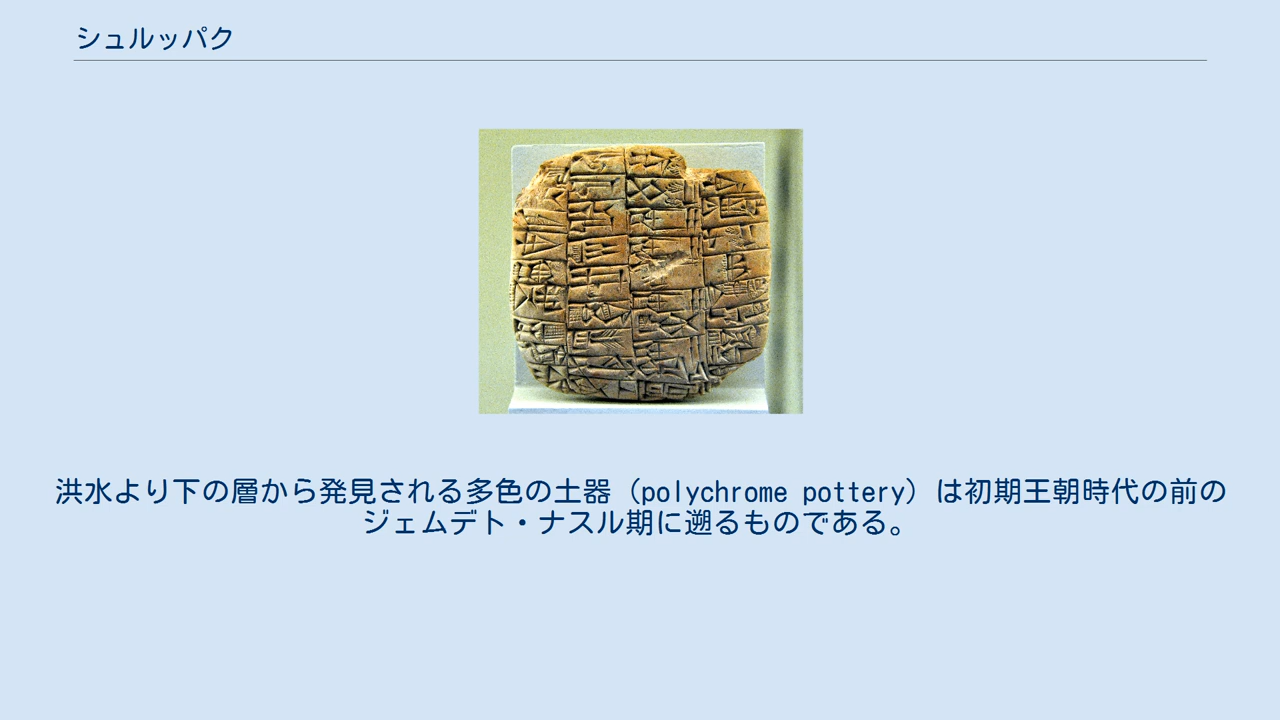 シュルッパク
洪水より下の層から発見される多色の土器（polychrome pottery）は初期王朝時代の前の
ジェムデト・ナスル期に遡るものである。